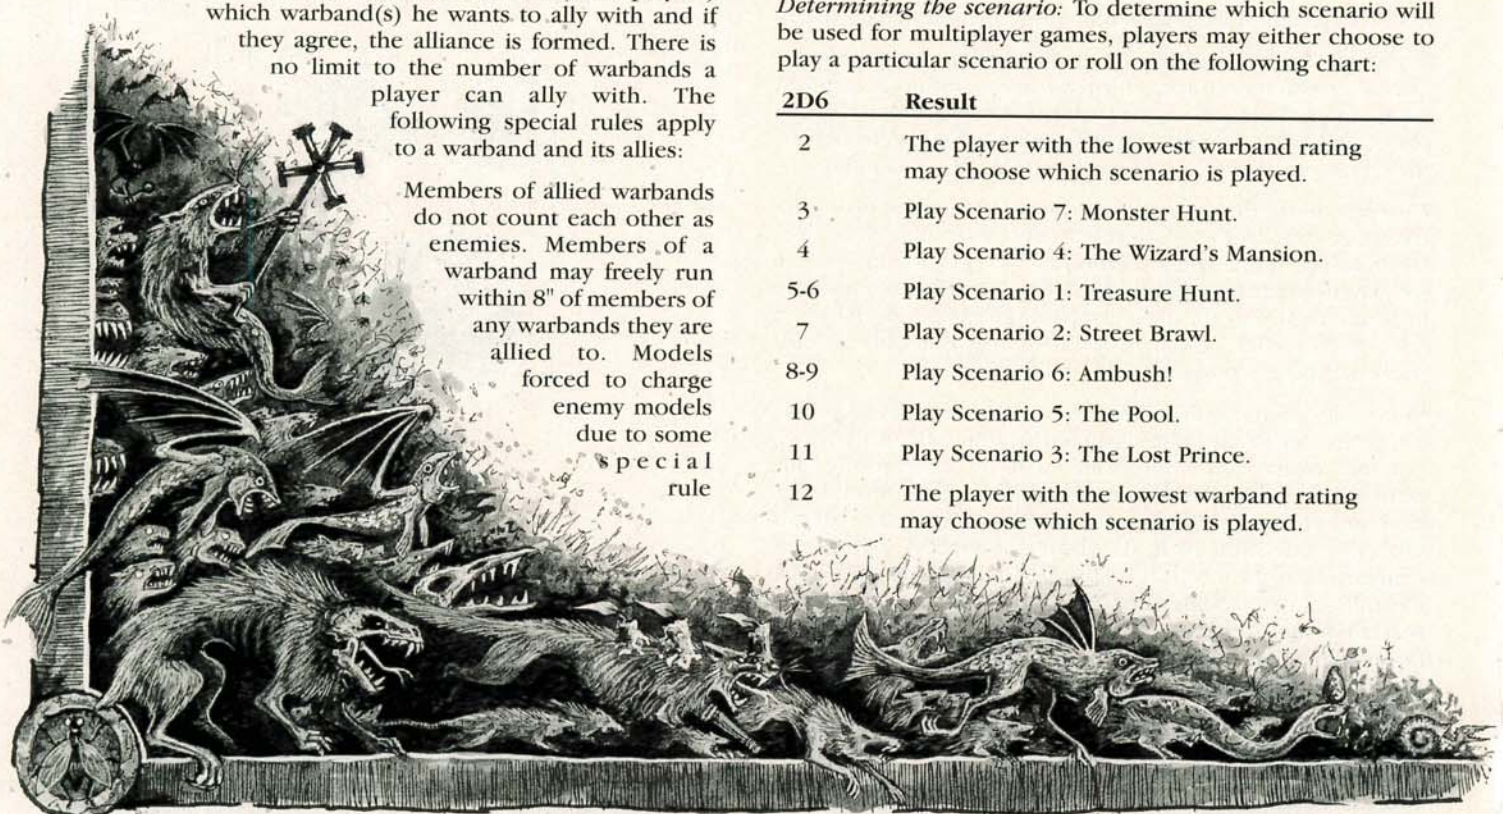 which warband(s) he wants to ally with and if
they agree, the alliance is formed. There is
no limit to the number of warbands a
player can ally with. The
following special rules apply
to a warband and its allies:
Members of allied warbands
do not count each other as
enemies. Members of a
warband may freely run
within 8" of members of
any warbands they are
allied to. Models
forced to charge
enemy models
due to some
special
rule
Determining the scenario: To determine which scenario will
be used for multiplayer games, players may either choose to
play a particular scenario or roll on the following chart:
2D6 Result
2 The player with the lowest warband rating
may choose which scenario is played.
3 Play Scenario 7: Monster Hunt.
4 Play Scenario 4: The Wizard's Mansion.
5-6 Play Scenario 1: Treasure Hunt.
7 Play Scenario 2: Street Brawl.
8-9 Play Scenario 6: Ambush!
10 Play Scenario 5: The Pool.
11 Play Scenario 3: The Lost Prince.
12 The player with the lowest warband rating
may choose which scenario is played.